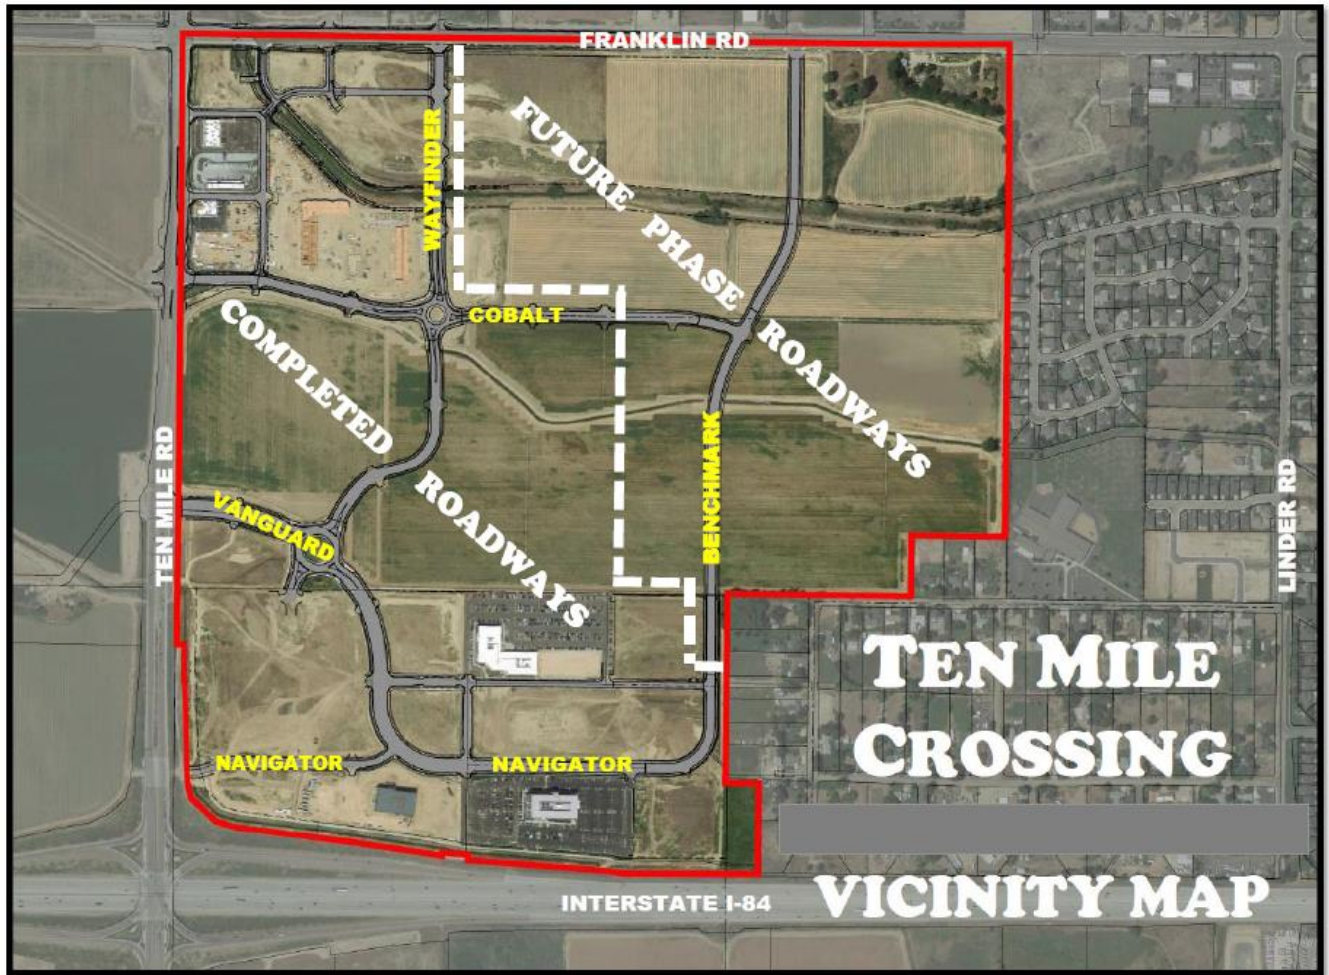 FRANKLIN RD
WAYFINDER
FUTURE PHASE ROADWAYS
COBALT
COMPLETED ROADWAYS
TEN MILE RD
VANGUARD
BENCHMARK
LINDER RD
TEN MILE
CROSSING
NAVIGATOR
NAVIGATOR
INTERSTATE I-84
VICINITY MAP